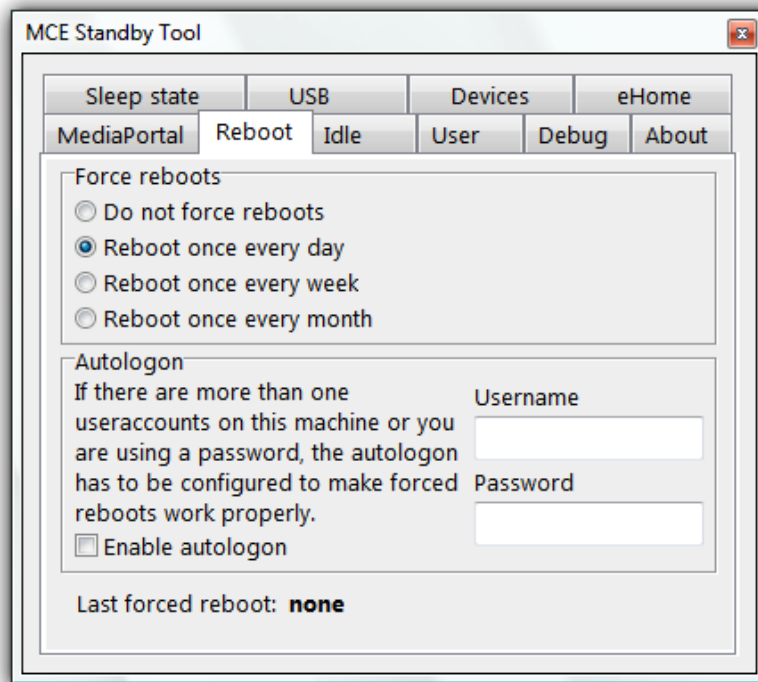 MCE Standby Tool
Sleep state USB Devices eHome
MediaPortal Reboot Idle User Debug About
Force reboots
Do not force reboots
Reboot once every day
Reboot once every week
Reboot once every month
Autologon
If there are more than one
useraccounts on this machine or you
are using a password, the autologon
has to be configured to make forced
reboots work properly.
Enable autologon
Username
Password
Last forced reboot: none